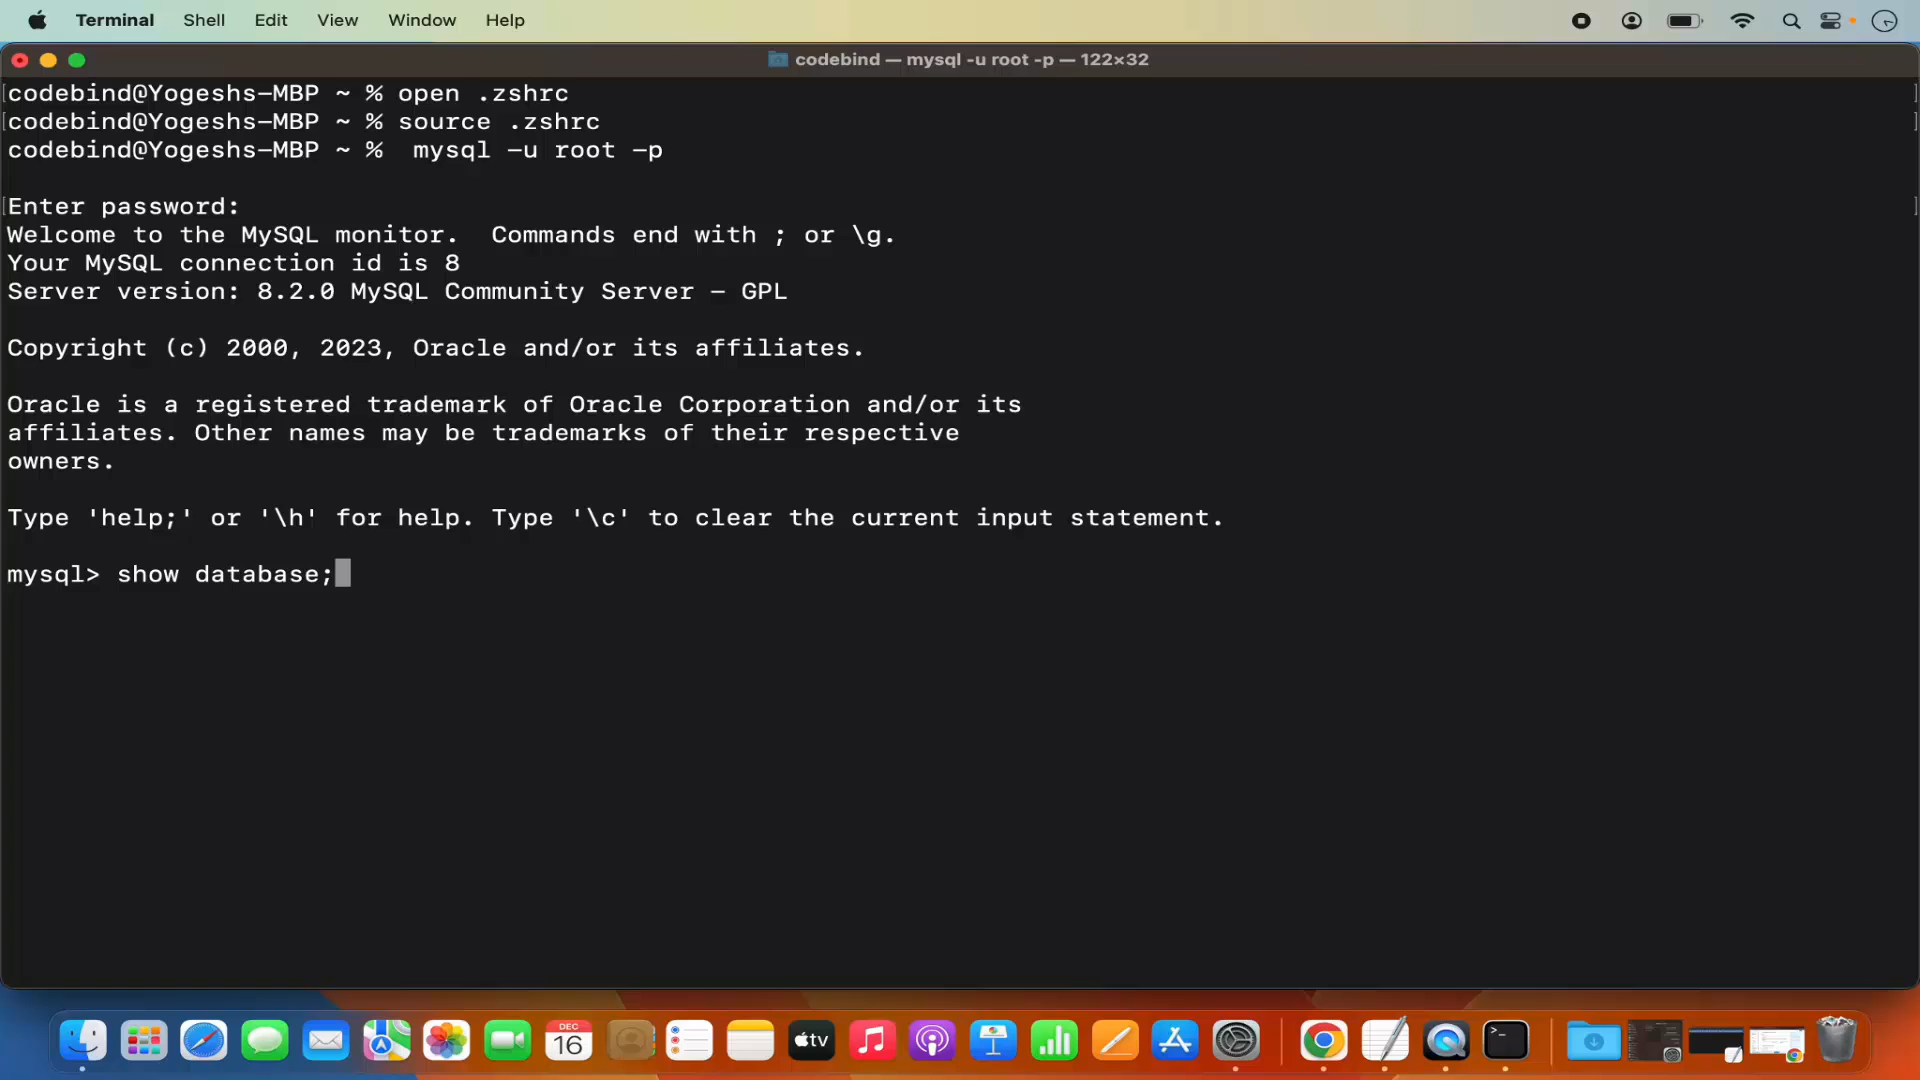 Terminal Shell Edit View Window Help
codebind — mysql -u root -p — 122×32
codebind@Yogeshs-MBP ~ % open .zshrc
codebind@Yogeshs-MBP ~ % source .zshrc
codebind@Yogeshs-MBP ~ %  mysql -u root -p
Enter password:
Welcome to the MySQL monitor.  Commands end with ; or \g.
Your MySQL connection id is 8
Server version: 8.2.0 MySQL Community Server - GPL
Copyright (c) 2000, 2023, Oracle and/or its affiliates.
Oracle is a registered trademark of Oracle Corporation and/or its
affiliates. Other names may be trademarks of their respective
owners.
Type 'help;' or '\h' for help. Type '\c' to clear the current input statement.
mysql> show database;
DEC
16
tv
>_